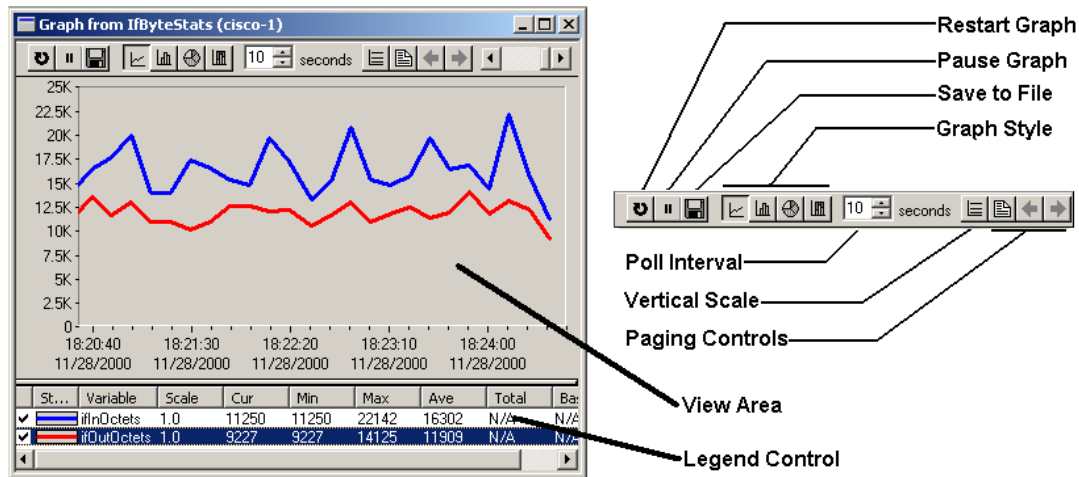 Graph from IfByteStats (cisco-1)
10 seconds
25K
22.5K
20K
17.5K
15K
12.5K
10K
7.5K
5K
2.5K
0
18:20:40 18:21:30 18:22:20 18:23:10 18:24:00
11/28/2000 11/28/2000 11/28/2000 11/28/2000 11/28/2000
St... Variable Scale Cur Min Max Ave Total Bas
ifInOctets 1.0 11250 11250 22142 16302 N/A N/A
ifOutOctets 1.0 9227 9227 14125 11909 N/A N/A
Restart Graph
Pause Graph
Save to File
Graph Style
10 seconds
Poll Interval
Vertical Scale
Paging Controls
View Area
Legend Control